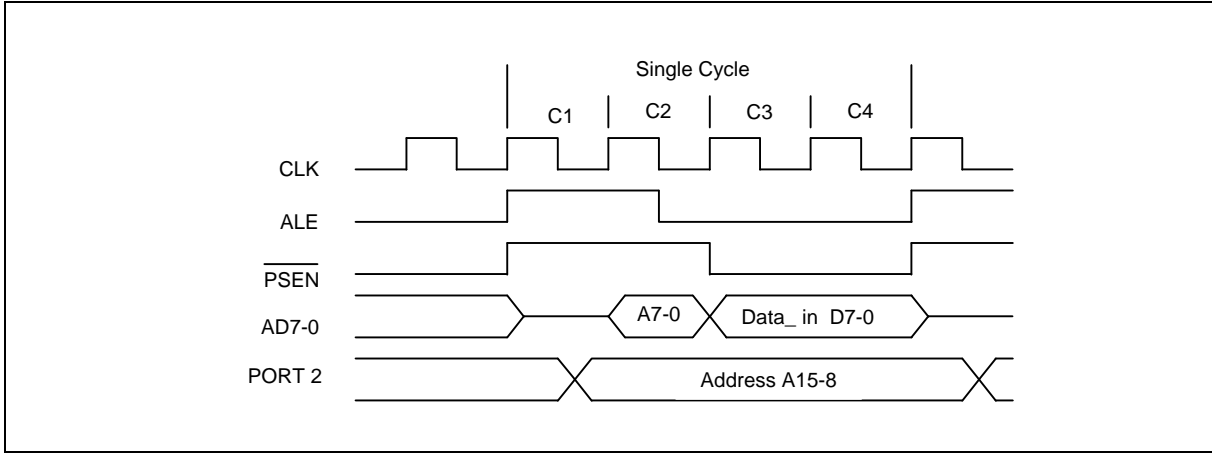 Single Cycle
C1 C2 C3 C4
CLK
ALE
PSEN
AD7-0 A7-0 Data_ in D7-0
PORT 2 Address A15-8